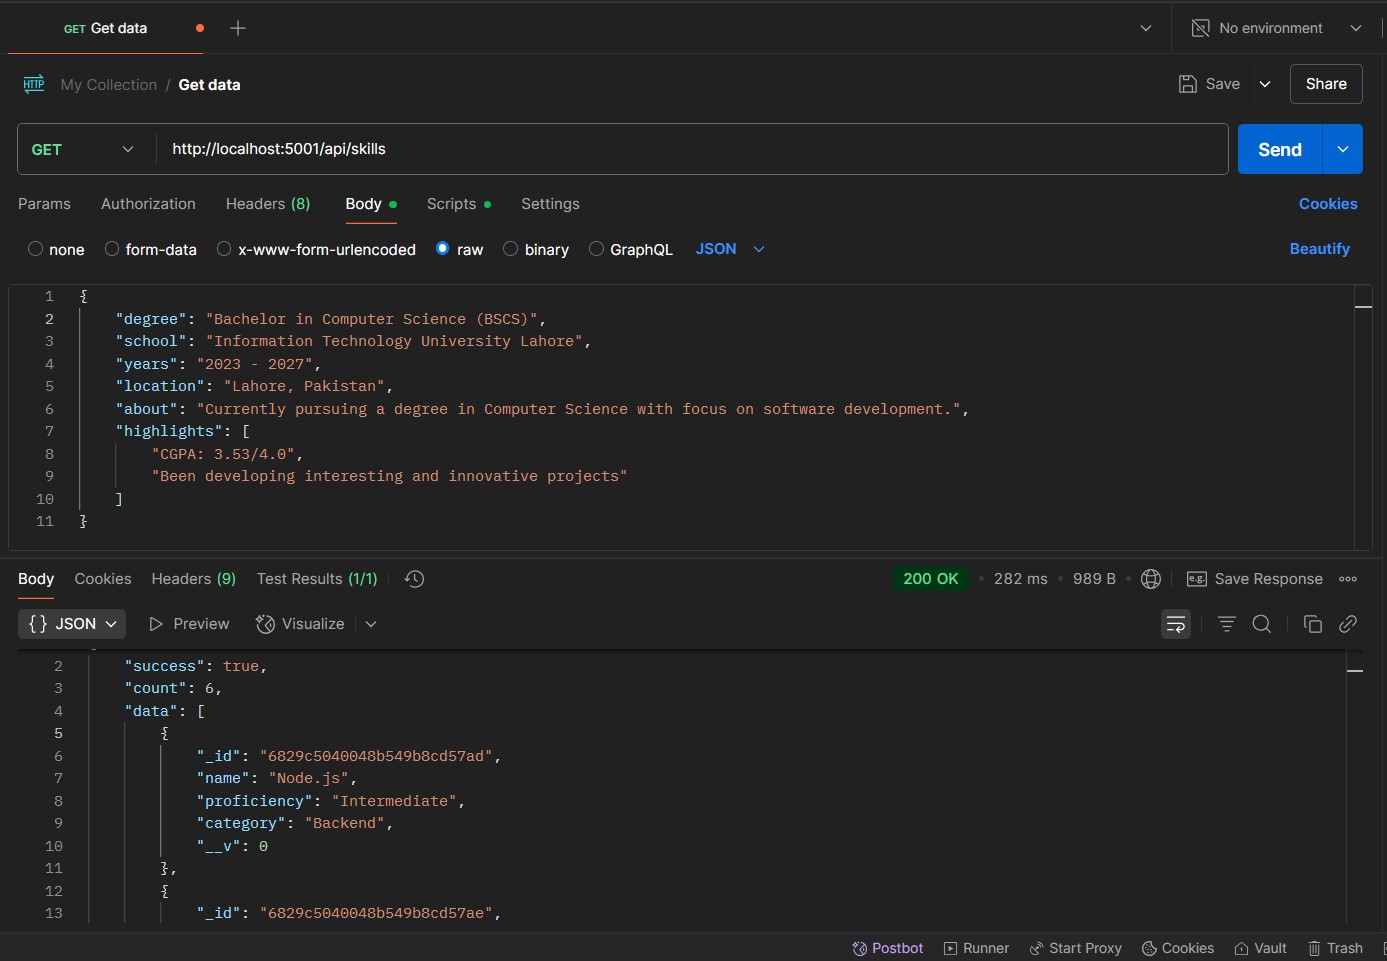 GET Get data
No environment
HTTP My Collection / Get data
Save
Share
GET
http://localhost:5001/api/skills
Send
Params Authorization Headers (8) Body Scripts Settings Cookies
none form-data x-www-form-urlencoded raw binary GraphQL JSON Beautify
1 {
2 "degree": "Bachelor in Computer Science (BSCS)",
3 "school": "Information Technology University Lahore",
4 "years": "2023 - 2027",
5 "location": "Lahore, Pakistan",
6 "about": "Currently pursuing a degree in Computer Science with focus on software development.",
7 "highlights": [
8 "CGPA: 3.53/4.0",
9 "Been developing interesting and innovative projects"
10 ]
11 }
Body Cookies Headers (9) Test Results (1/1) 200 OK 282 ms 989 B e.g. Save Response
{} JSON Preview Visualize
2 "success": true,
3 "count": 6,
4 "data": [
5 {
6 "_id": "6829c5040048b549b8cd57ad",
7 "name": "Node.js",
8 "proficiency": "Intermediate",
9 "category": "Backend",
10 "__v": 0
11 },
12 {
13 "_id": "6829c5040048b549b8cd57ae",
Postbot Runner Start Proxy Cookies Vault Trash